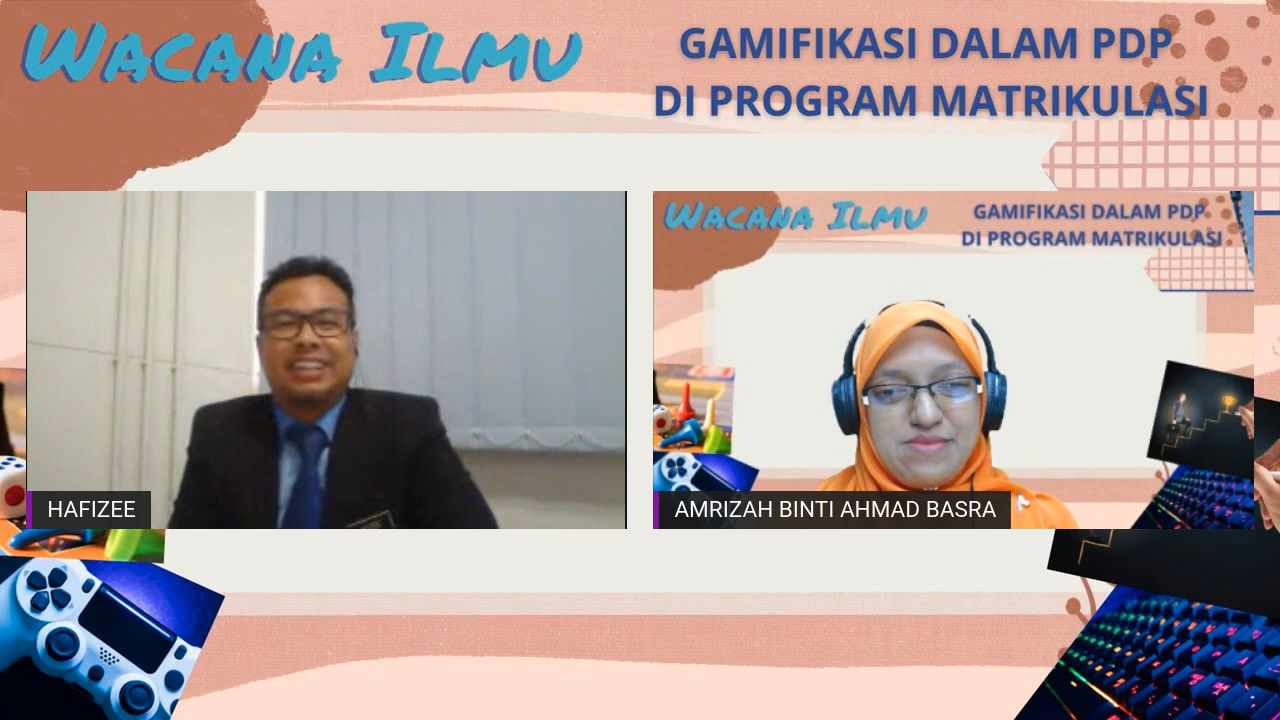 WACANA ILMU
GAMIFIKASI DALAM PDP
DI PROGRAM MATRIKULASI
WACANA ILMU
GAMIFIKASI DALAM PDP
DI PROGRAM MATRIKULASI
HAFIZEE
AMRIZAH BINTI AHMAD BASRA